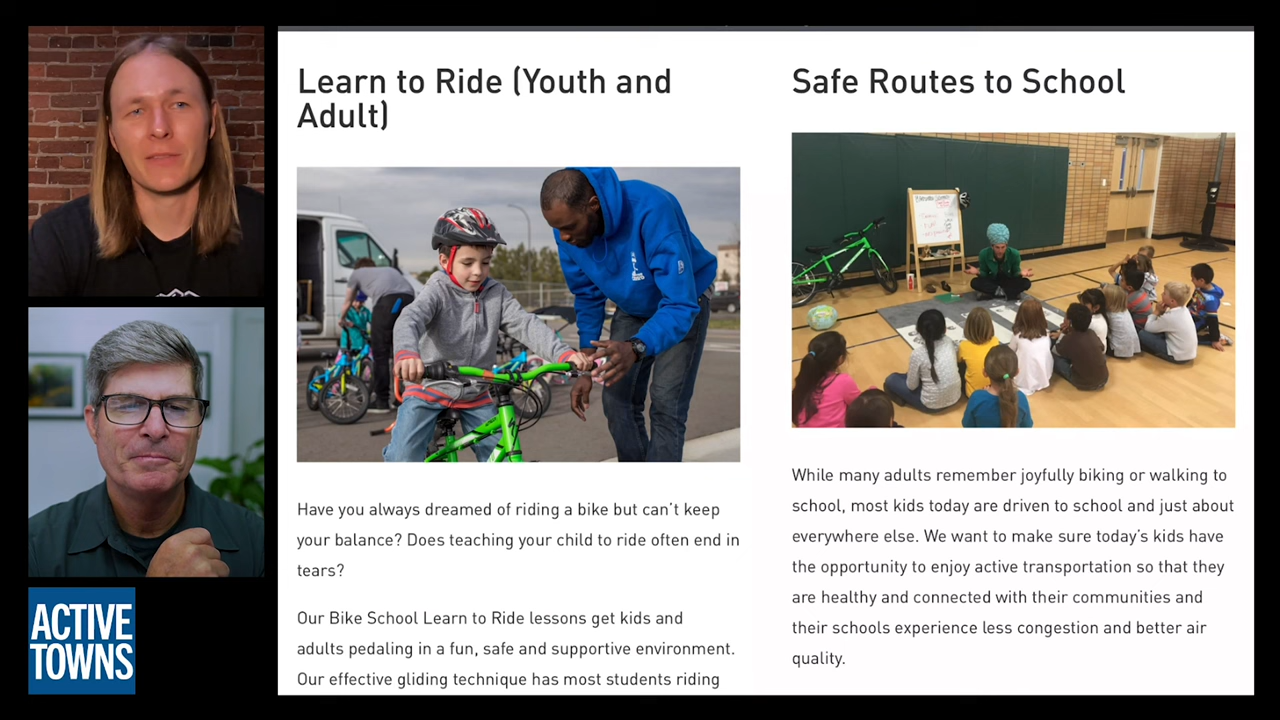 Learn to Ride (Youth and
Adult)
Have you always dreamed of riding a bike but can't keep
your balance? Does teaching your child to ride often end in
tears?
Our Bike School Learn to Ride lessons get kids and
adults pedaling in a fun, safe and supportive environment.
Our effective gliding technique has most students riding
Safe Routes to School
While many adults remember joyfully biking or walking to
school, most kids today are driven to school and just about
everywhere else. We want to make sure today's kids have
the opportunity to enjoy active transportation so that they
are healthy and connected with their communities and
their schools experience less congestion and better air
quality.
ACTIVE
TOWNS